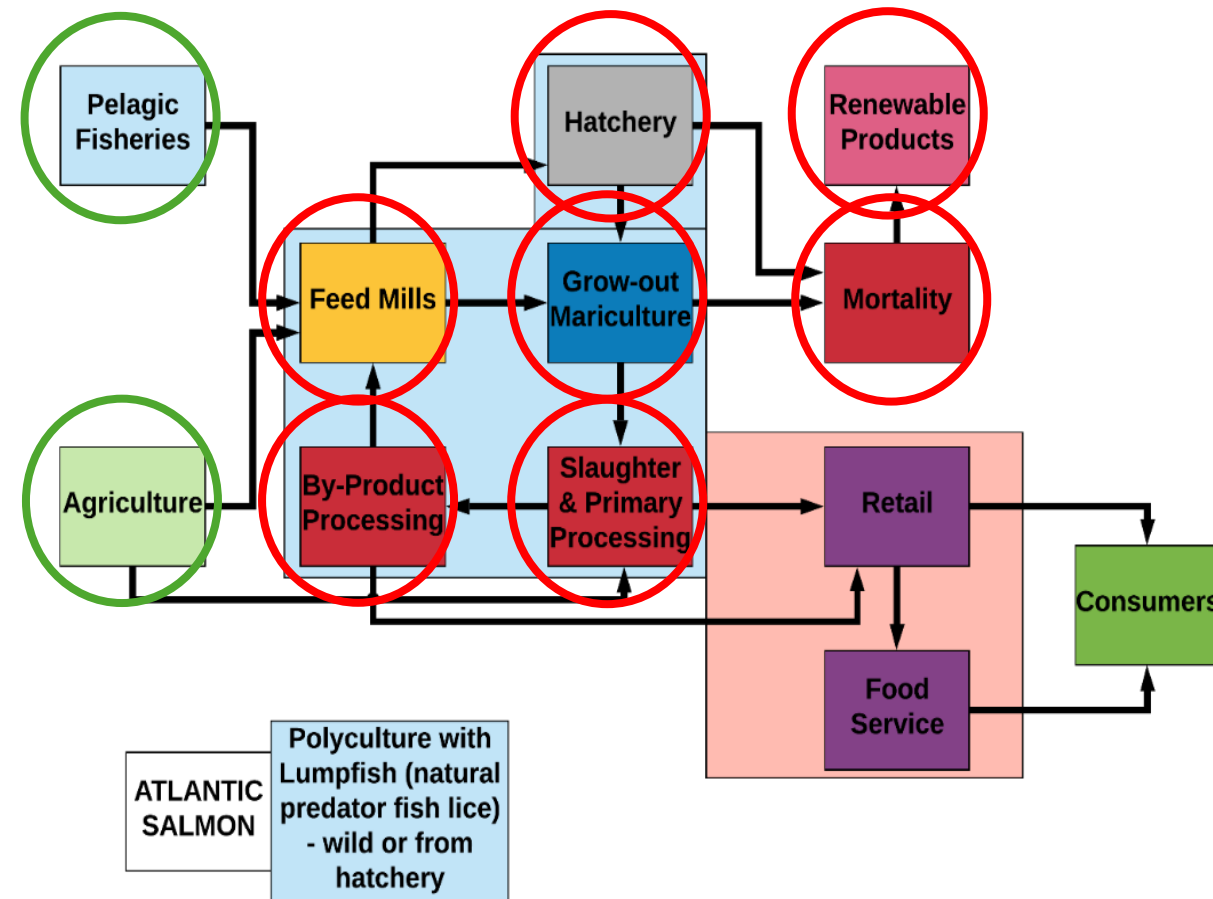 Pelagic
Fisheries
Hatchery
Renewable
Products
Feed Mills
Grow-out
Mariculture
Mortality
Agriculture
By-Product
Processing
Slaughter
& Primary
Processing
Retail
Consumers
Food
Service
ATLANTIC
SALMON
Polyculture with
Lumpfish (natural
predator fish lice)
- wild or from
hatchery